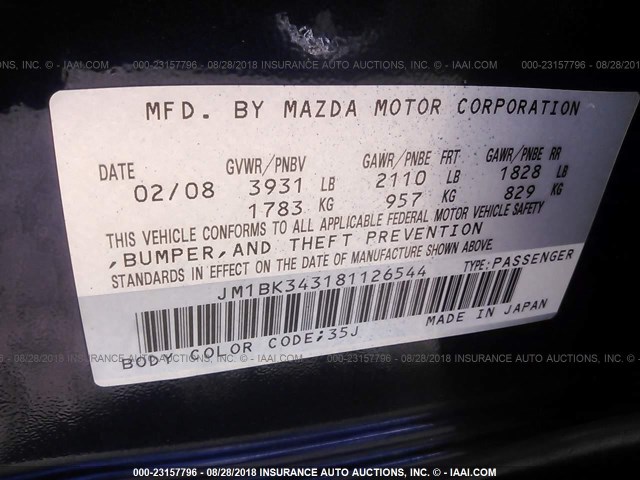 000-23157796 - 08/28/2018 - INSURANCE AUTO AUCTIONS, INC. © - IAAI.COM
MFD. BY MAZDA MOTOR CORPORATION
DATE GVWR/PNBV GAWR/PNBE FRT GAWR/PNBE RR
02/08 3931 LB 2110 LB 1828 LB
1783 KG 957 KG 829 KG
THIS VEHICLE CONFORMS TO ALL APPLICABLE FEDERAL MOTOR VEHICLE SAFETY
,BUMPER,AND THEFT PREVENTION
STANDARDS IN EFFECT ON THE DATE OF MANUFACTURE SHOWN ABOVE
JM1BK343181126544 TYPE:PASSENGER
BODY COLOR CODE;35J MADE IN JAPAN
000-23157796 - 08/28/2018 - INSURANCE AUTO AUCTIONS, INC. © - IAAI.COM
000-23157796 - 08/28/2018 - INSURANCE AUTO AUCTIONS, INC. © - IAAI.COM